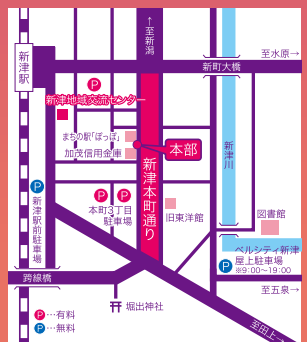 ↑至新潟
至水原→
新津駅
新町大橋
P
新津地域交流センター
まちの駅「ぽっぽ」
加茂信用金庫
本部
新津川
P
新津駅前駐車場
P P
本町3丁目
駐車場
新津本町通り
旧東洋館
図書館
ベルシティ新津
P 屋上駐車場
※9:00〜19:00
跨線橋
至五泉→
堀出神社
P…有料
P…無料
至田上→